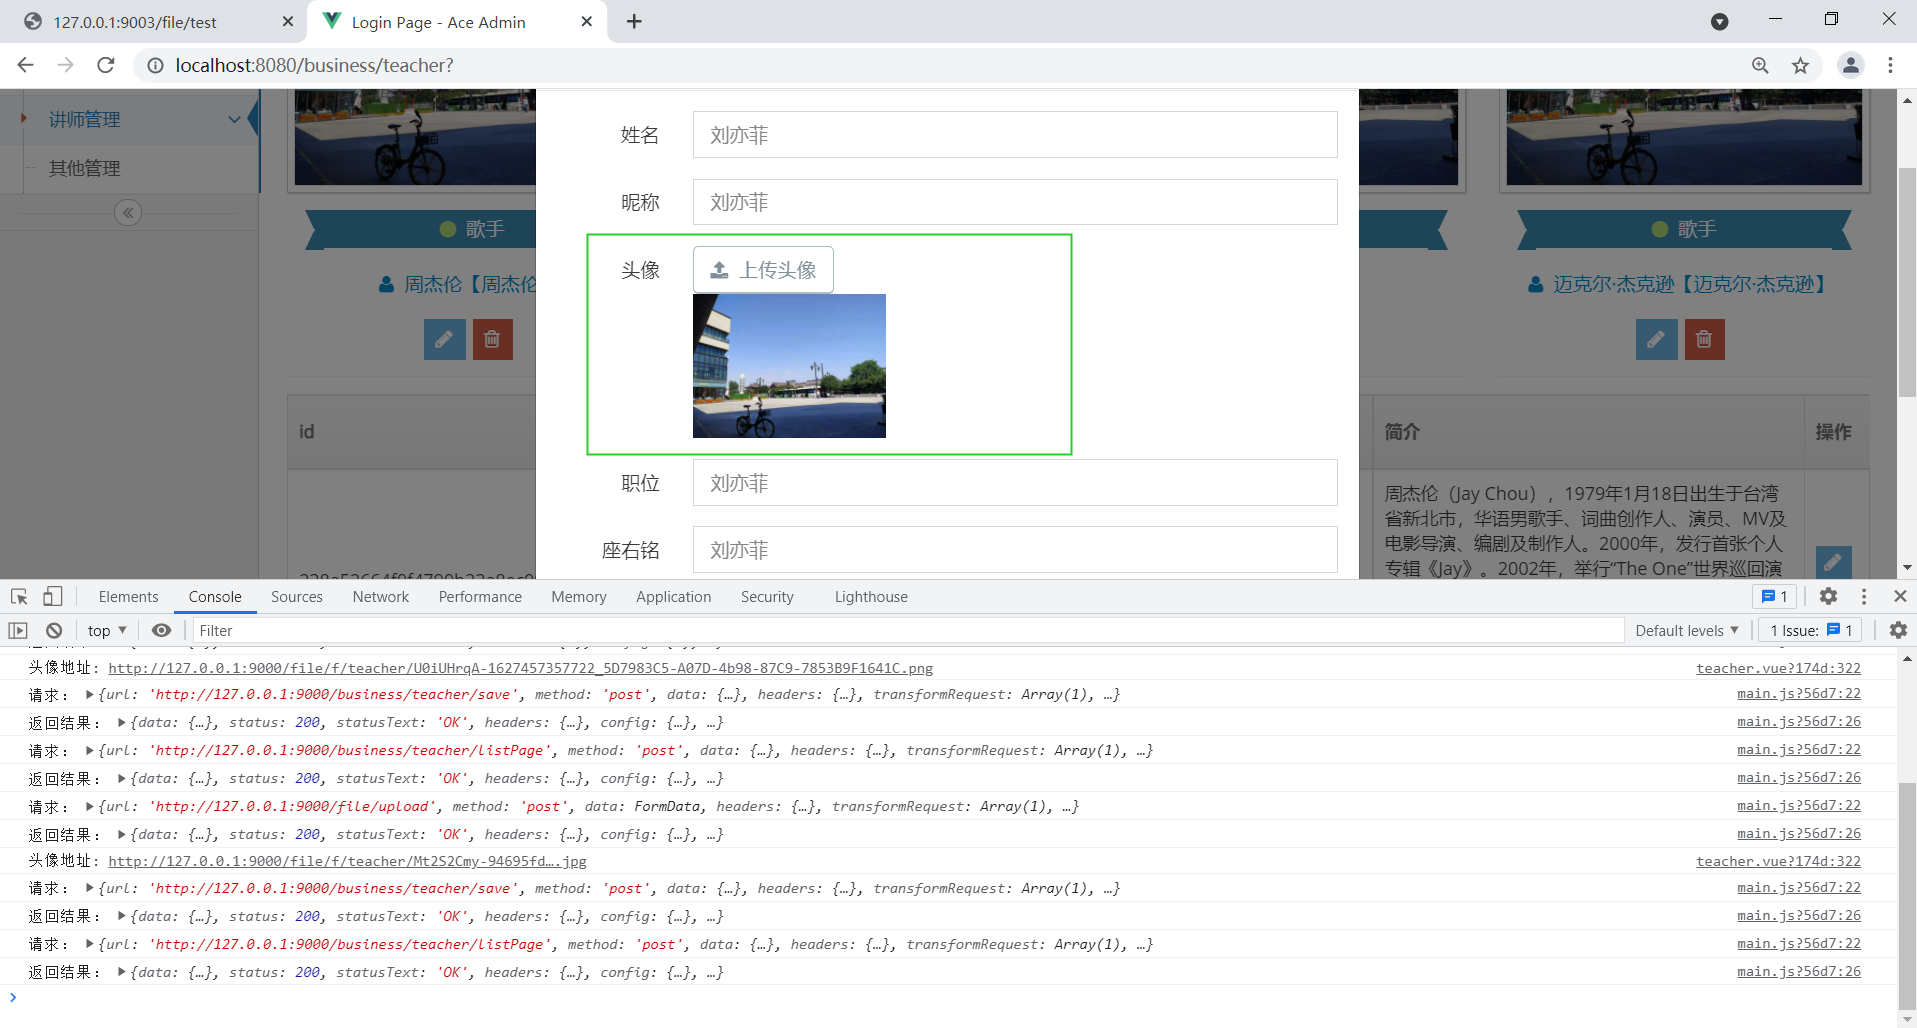 127.0.0.1:9003/file/test
Login Page - Ace Admin
localhost:8080/business/teacher?
讲师管理
其他管理
歌手
周杰伦【周杰伦
姓名 刘亦菲
昵称 刘亦菲
头像 上传头像
职位 刘亦菲
座右铭 刘亦菲
歌手
迈克尔·杰克逊【迈克尔·杰克逊】
id
简介 操作
周杰伦（Jay Chou），1979年1月18日出生于台湾
省新北市，华语男歌手、词曲创作人、演员、MV及
电影导演、编剧及制作人。2000年，发行首张个人
专辑《Jay》。2002年，举行“The One”世界巡回演
Elements Console Sources Network Performance Memory Application Security Lighthouse 1
top Filter Default levels 1 Issue: 1
头像地址: http://127.0.0.1:9000/file/f/teacher/U0iUHrqA-1627457357722_5D7983C5-A07D-4b98-87C9-7853B9F1641C.png teacher.vue?174d:322
请求: {url: 'http://127.0.0.1:9000/business/teacher/save', method: 'post', data: {…}, headers: {…}, transformRequest: Array(1), …} main.js?56d7:22
返回结果: {data: {…}, status: 200, statusText: 'OK', headers: {…}, config: {…}, …} main.js?56d7:26
请求: {url: 'http://127.0.0.1:9000/business/teacher/listPage', method: 'post', data: {…}, headers: {…}, transformRequest: Array(1), …} main.js?56d7:22
返回结果: {data: {…}, status: 200, statusText: 'OK', headers: {…}, config: {…}, …} main.js?56d7:26
请求: {url: 'http://127.0.0.1:9000/file/upload', method: 'post', data: FormData, headers: {…}, transformRequest: Array(1), …} main.js?56d7:22
返回结果: {data: {…}, status: 200, statusText: 'OK', headers: {…}, config: {…}, …} main.js?56d7:26
头像地址: http://127.0.0.1:9000/file/f/teacher/Mt2S2Cmy-94695fd….jpg teacher.vue?174d:322
请求: {url: 'http://127.0.0.1:9000/business/teacher/save', method: 'post', data: {…}, headers: {…}, transformRequest: Array(1), …} main.js?56d7:22
返回结果: {data: {…}, status: 200, statusText: 'OK', headers: {…}, config: {…}, …} main.js?56d7:26
请求: {url: 'http://127.0.0.1:9000/business/teacher/listPage', method: 'post', data: {…}, headers: {…}, transformRequest: Array(1), …} main.js?56d7:22
返回结果: {data: {…}, status: 200, statusText: 'OK', headers: {…}, config: {…}, …} main.js?56d7:26